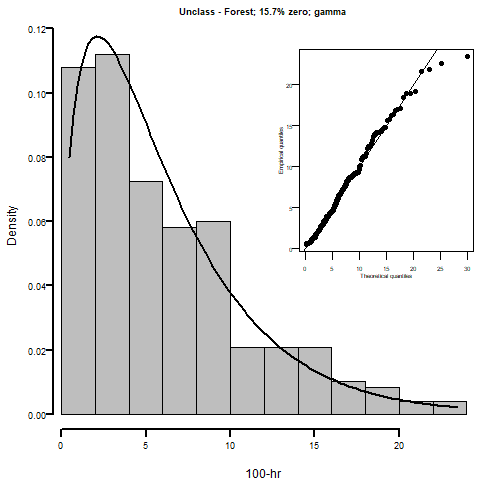 Unclass - Forest; 15.7% zero; gamma
0.12
0.10
0.08
0.06
0.04
0.02
0.00
Density
0 5 10 15 20
100-hr
20
15
10
5
0
Empirical quantiles
0 5 10 15 20 25 30
Theoretical quantiles